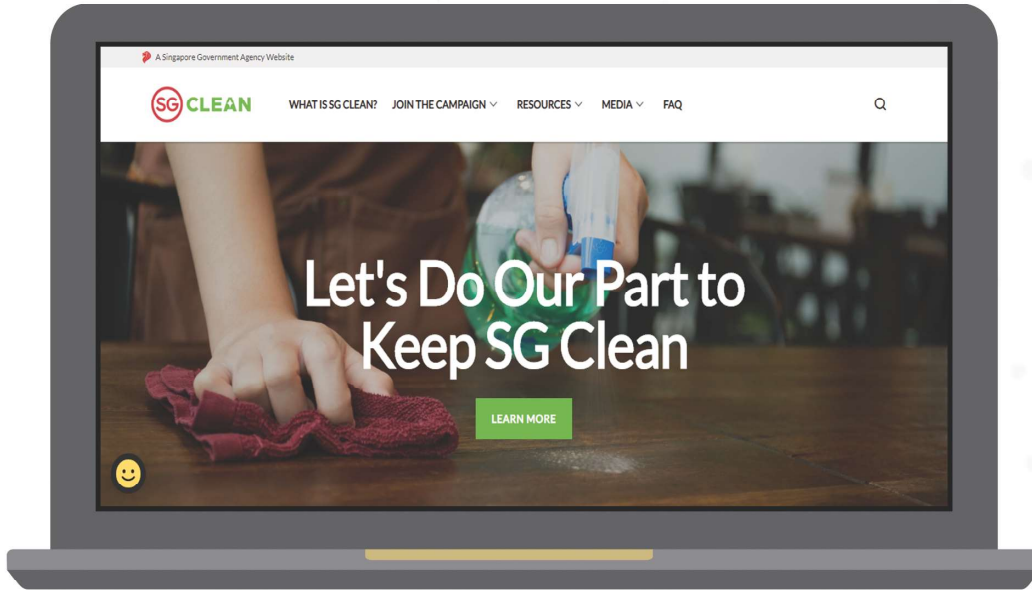 A Singapore Government Agency Website
SG CLEAN
WHAT IS SG CLEAN? JOIN THE CAMPAIGN RESOURCES MEDIA FAQ
Let's Do Our Part to
Keep SG Clean
LEARN MORE